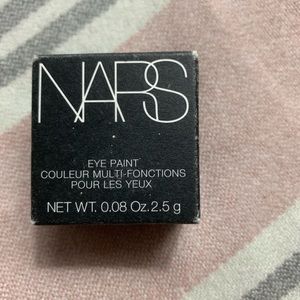 NARS
EYE PAINT
COULEUR MULTI-FONCTIONS
POUR LES YEUX
NET WT. 0.08 Oz. 2.5 g